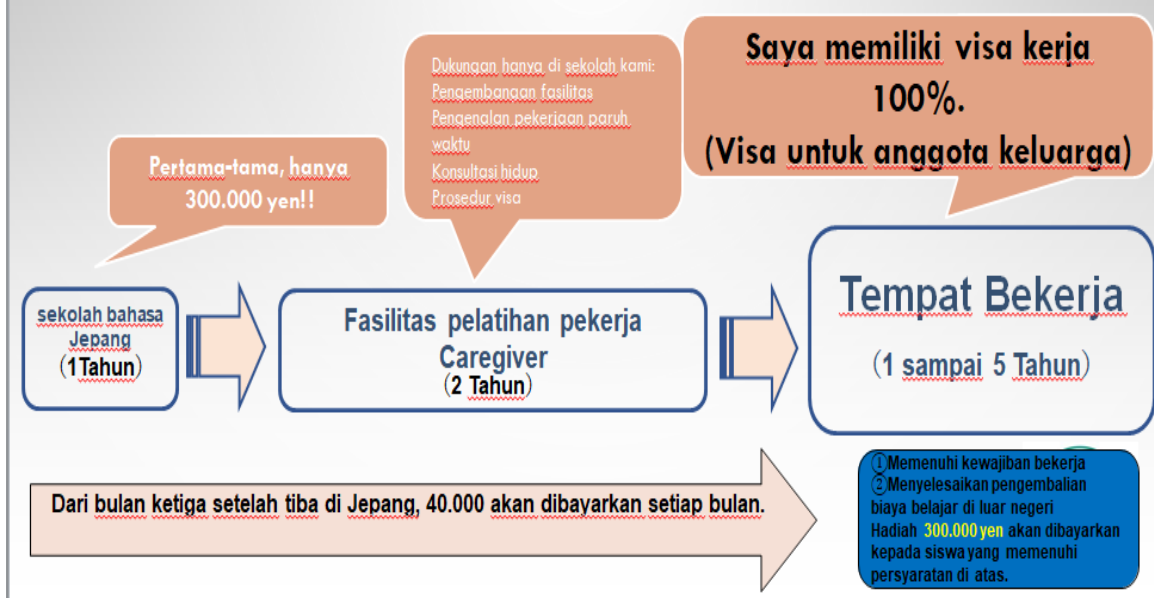 Pertama-tama, hanya
300.000 yen!!
Dukungan hanya di sekolah kami:
Pengembangan fasilitas
Pengenalan pekerjaan paruh
waktu
Konsultasi hidup
Prosedur visa
Saya memiliki visa kerja
100%.
(Visa untuk anggota keluarga)
sekolah bahasa
Jepang
（1Tahun）
Fasilitas pelatihan pekerja
Caregiver
（2 Tahun）
Tempat Bekerja
（1 sampai 5 Tahun）
Dari bulan ketiga setelah tiba di Jepang, 40.000 akan dibayarkan setiap bulan.
①Memenuhi kewajiban bekerja
②Menyelesaikan pengembalian
biaya belajar di luar negeri
Hadiah 300.000 yen akan dibayarkan
kepada siswa yang memenuhi
persyaratan di atas.